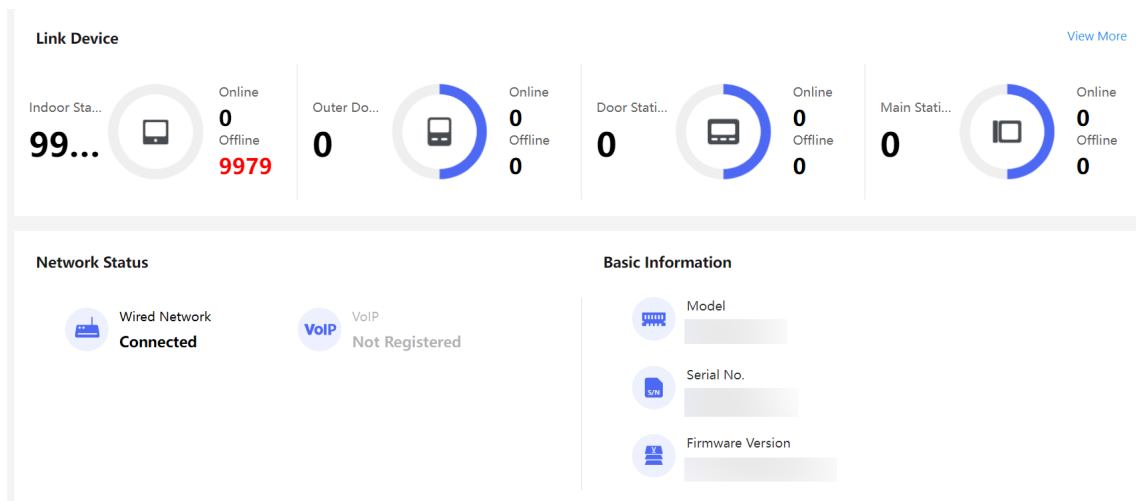 Link Device
View More
Indoor Sta...
99...
Online
0
Offline
9979
Outer Do...
0
Online
0
Offline
0
Door Stati...
0
Online
0
Offline
0
Main Stati...
0
Online
0
Offline
0
Network Status
Wired Network
Connected
VoIP
VoIP
Not Registered
Basic Information
Model
S/N
Serial No.
V
Firmware Version